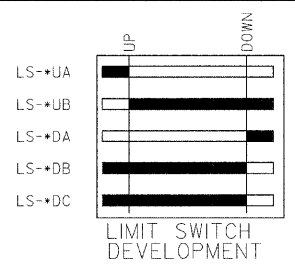 UP
DOWN
LS-*UA
LS-*UB
LS-*DA
LS-*DB
LS-*DC
LIMIT SWITCH
DEVELOPMENT